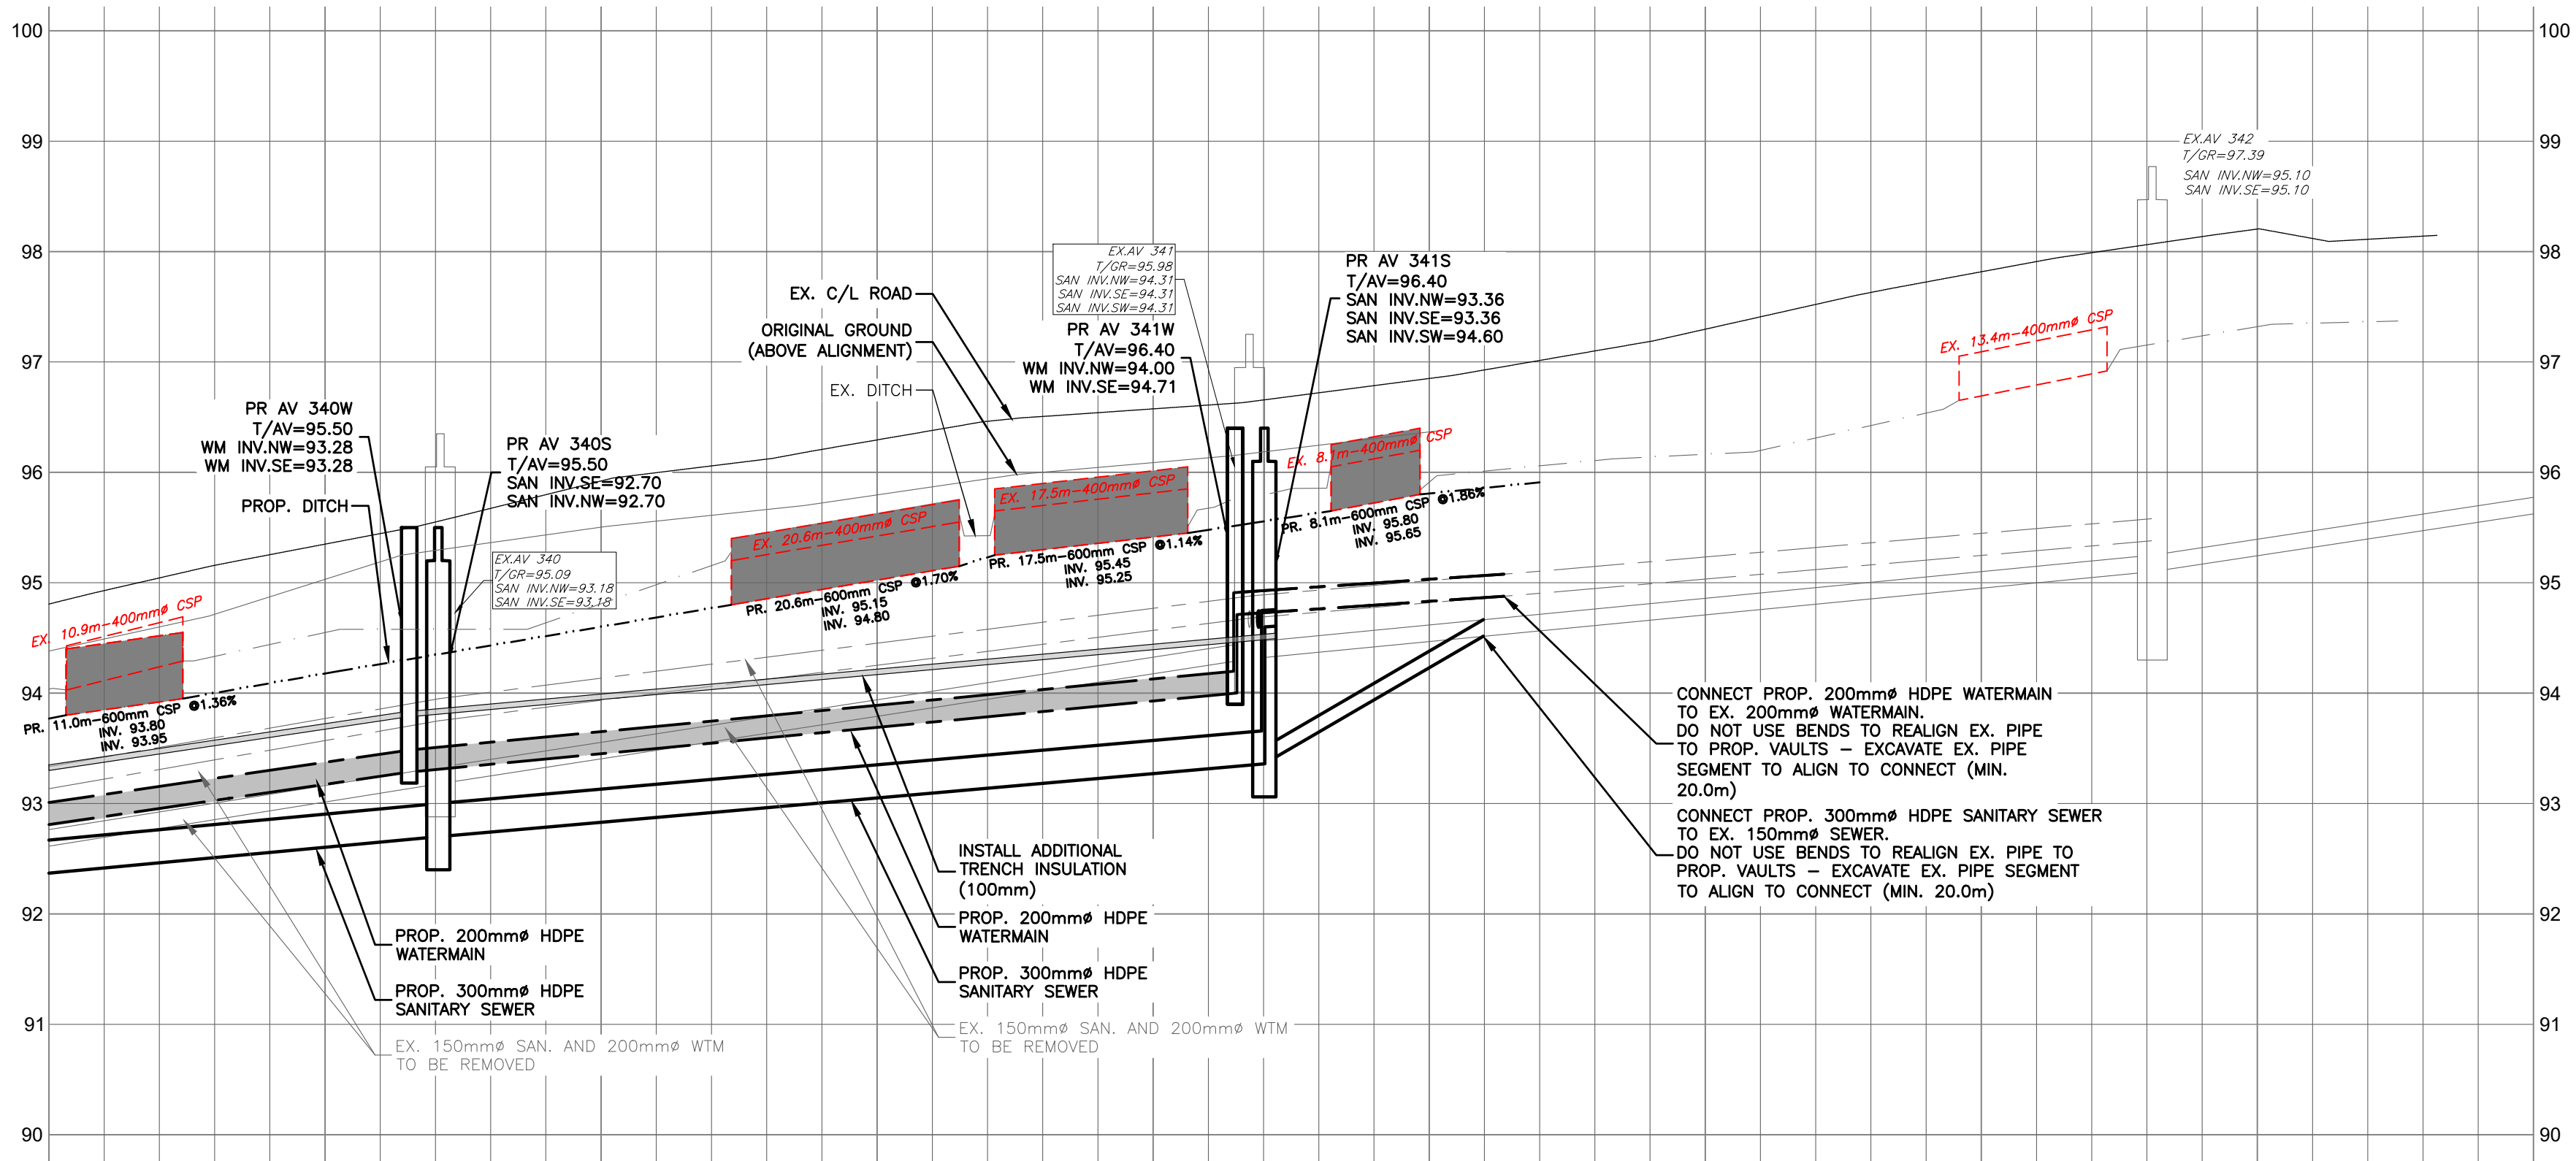 100
99
98
97
96
95
94
93
92
91
90
100
99
98
97
96
95
94
93
92
91
90
EX. 10.9m-400mmø CSP
PR. 11.0m-600mm CSP @1.36%
INV. 93.80
INV. 93.95
PR AV 340W
T/AV=95.50
WM INV.NW=93.28
WM INV.SE=93.28
PROP. DITCH
PR AV 340S
T/AV=95.50
SAN INV.SE=92.70
SAN INV.NW=92.70
EX.AV 340
T/GR=95.09
SAN INV.NW=93.18
SAN INV.SE=93.18
EX. C/L ROAD
ORIGINAL GROUND
(ABOVE ALIGNMENT)
EX. DITCH
EX. 20.6m-400mmø CSP
PR. 20.6m-600mm CSP @1.70%
INV. 95.15
INV. 94.80
EX. 17.5m-400mmø CSP
PR. 17.5m-600mm CSP @1.14%
INV. 95.45
INV. 95.25
EX.AV 341
T/GR=95.98
SAN INV.NW=94.31
SAN INV.SE=94.31
SAN INV.SW=94.31
PR AV 341W
T/AV=96.40
WM INV.NW=94.00
WM INV.SE=94.71
PR AV 341S
T/AV=96.40
SAN INV.NW=93.36
SAN INV.SE=93.36
SAN INV.SW=94.60
EX. 8.1m-400mmø CSP
PR. 8.1m-600mm CSP @1.86%
INV. 95.80
INV. 95.65
EX. 13.4m-400mmø CSP
EX.AV 342
T/GR=97.39
SAN INV.NW=95.10
SAN INV.SE=95.10
PROP. 200mmø HDPE
WATERMAIN
PROP. 300mmø HDPE
SANITARY SEWER
EX. 150mmø SAN. AND 200mmø WTM
TO BE REMOVED
INSTALL ADDITIONAL
TRENCH INSULATION
(100mm)
PROP. 200mmø HDPE
WATERMAIN
PROP. 300mmø HDPE
SANITARY SEWER
EX. 150mmø SAN. AND 200mmø WTM
TO BE REMOVED
CONNECT PROP. 200mmø HDPE WATERMAIN
TO EX. 200mmø WATERMAIN.
DO NOT USE BENDS TO REALIGN EX. PIPE
TO PROP. VAULTS – EXCAVATE EX. PIPE
SEGMENT TO ALIGN TO CONNECT (MIN.
20.0m)
CONNECT PROP. 300mmø HDPE SANITARY SEWER
TO EX. 150mmø SEWER.
DO NOT USE BENDS TO REALIGN EX. PIPE TO
PROP. VAULTS – EXCAVATE EX. PIPE SEGMENT
TO ALIGN TO CONNECT (MIN. 20.0m)